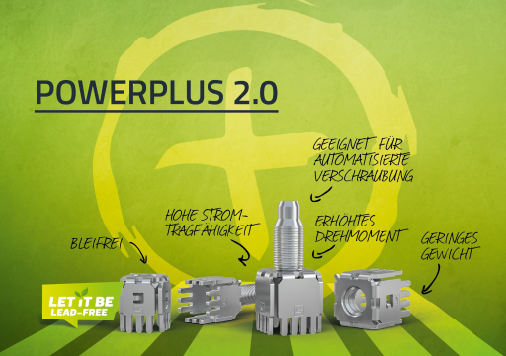 POWERPLUS 2.0
GEEIGNET FÜR
AUTOMATISIERTE
VERSCHRAUBUNG
HOHE STROM-
TRAGFÄHIGKEIT
ERHÖHTES
DREHMOMENT
BLEIFREI
GERINGES
GEWICHT
LET iT BE
LEAD-FREE